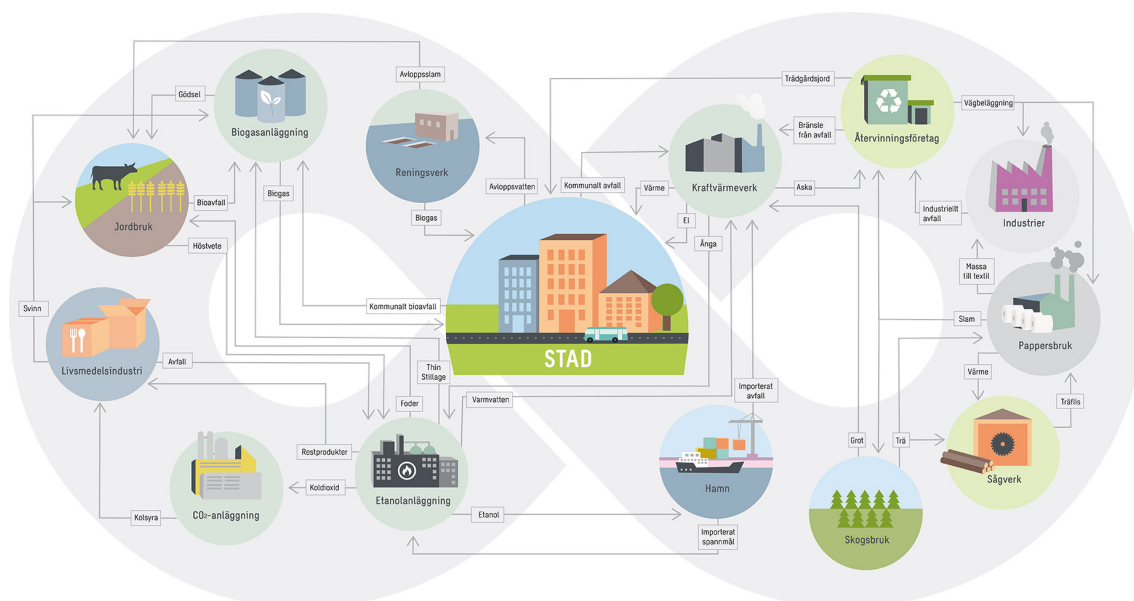 Avloppsslam
Trädgårdsjord
Vägbeläggning
Gödsel
Biogasanläggning
Reningsverk
Kraftvärmeverk
Bränsle
från avfall
Återvinningsföretag
Avloppsvatten
Kommunalt avfall
Värme
Aska
Jordbruk
Bioavfall
Biogas
Biogas
El
Ånga
Industriellt
avfall
Industrier
Höstvete
Massa
till textil
Svinn
Kommunalt bioavfall
Slam
Pappersbruk
STAD
Livsmedelsindustri
Avfall
Thin
Stillage
Värme
Foder
Varmvatten
Importerat
avfall
Träflis
Restprodukter
Grot
Trä
Sågverk
Koldioxid
Etanolanläggning
Hamn
CO2-anläggning
Kolsyra
Etanol
Importerat
spannmål
Skogsbruk